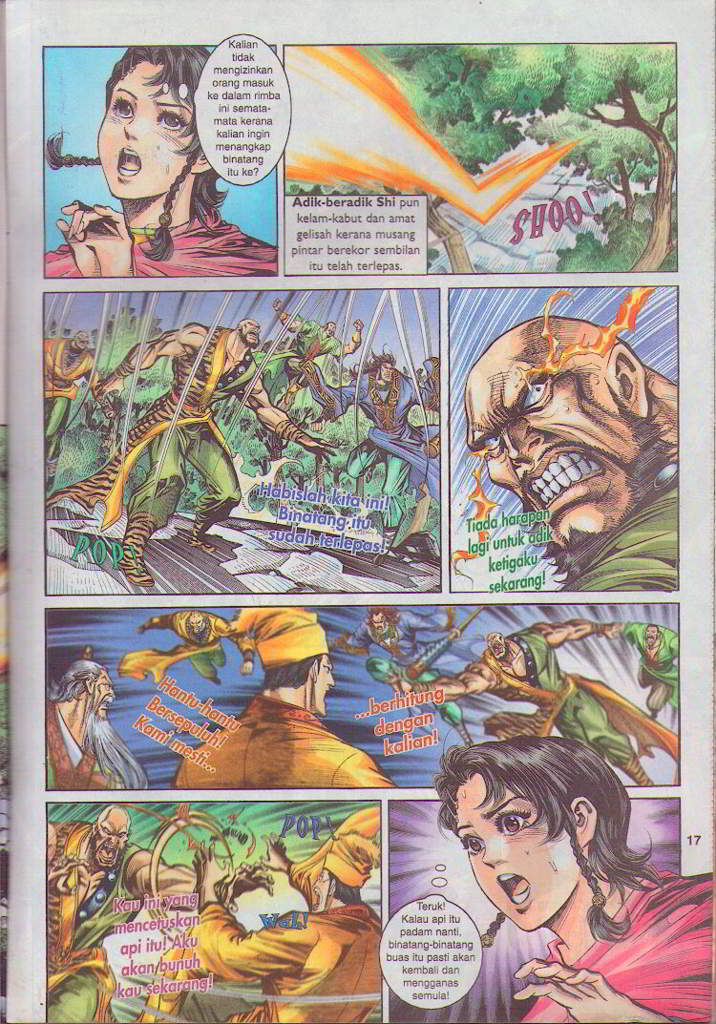 Kalian
tidak
mengizinkan
orang masuk
ke dalam rimba
ini semata-
mata kerana
kalian ingin
menangkap
binatang
itu ke?
SHOO!
Adik-beradik Shi pun
kelam-kabut dan amat
gelisah kerana musang
pintar berekor sembilan
itu telah terlepas.
Habislah kita ini!
Binatang itu
sudah terlepas!
POP!
Tiada harapan
lagi untuk adik
ketigaku
sekarang!
Hantu-hantu
Bersepuluh!
Kami mesti...
...berhitung
dengan
kalian!
POP!
Wa!!
Kau ini yang
mencetuskan
api itu! Aku
akan bunuh
kau sekarang!
Teruk!
Kalau api itu
padam nanti,
binatang-binatang
buas itu pasti akan
kembali dan
mengganas
semula!
17